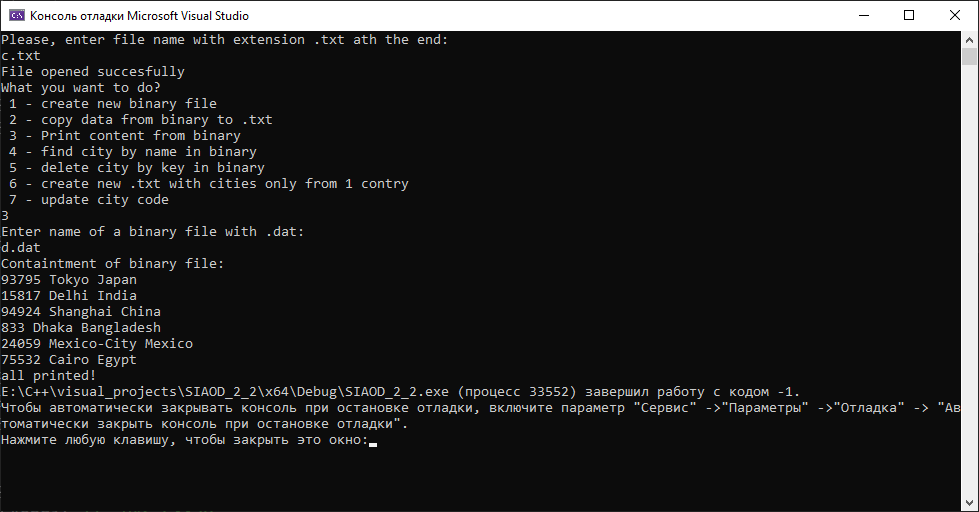 Консоль отладки Microsoft Visual Studio
Please, enter file name with extension .txt ath the end:
c.txt
File opened succesfully
What you want to do?
1 - create new binary file
2 - copy data from binary to .txt
3 - Print content from binary
4 - find city by name in binary
5 - delete city by key in binary
6 - create new .txt with cities only from 1 contry
7 - update city code
3
Enter name of a binary file with .dat:
d.dat
Containtment of binary file:
93795 Tokyo Japan
15817 Delhi India
94924 Shanghai China
833 Dhaka Bangladesh
24059 Mexico-City Mexico
75532 Cairo Egypt
all printed!
E:\C++\visual_projects\SIAOD_2_2\x64\Debug\SIAOD_2_2.exe (процесс 33552) завершил работу с кодом -1.
Чтобы автоматически закрывать консоль при остановке отладки, включите параметр "Сервис" ->"Параметры" ->"Отладка" -> "Ав
томатически закрыть консоль при остановке отладки".
Нажмите любую клавишу, чтобы закрыть это окно: